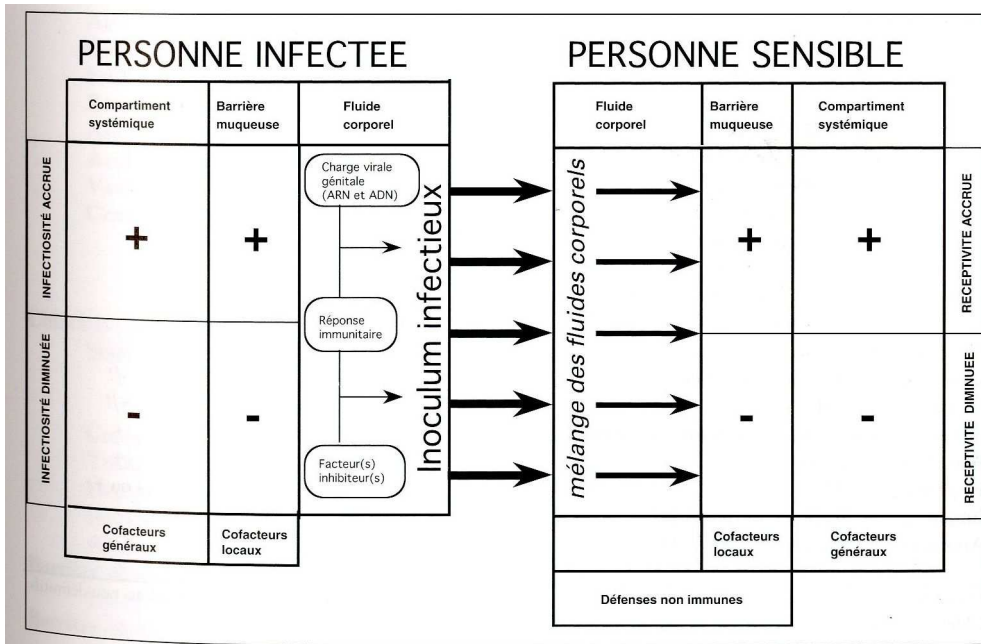 PERSONNE INFECTEE
Compartiment
systémique
Barrière
muqueuse
Fluide
corporel
INFECTIOSITÉ ACCRUE
+
+
Charge virale
génitale
(ARN et ADN)
Réponse
immunitaire
Facteur(s)
inhibiteur(s)
Inoculum infectieux
INFECTIOSITÉ DIMINUÉE
-
-
Cofacteurs
généraux
Cofacteurs
locaux
PERSONNE SENSIBLE
Fluide
corporel
Barrière
muqueuse
Compartiment
systémique
mélange des fluides corporels
+
+
RECEPTIVITE ACCRUE
-
-
RECEPTIVITE DIMINUEE
Cofacteurs
locaux
Cofacteurs
généraux
Défenses non immunes